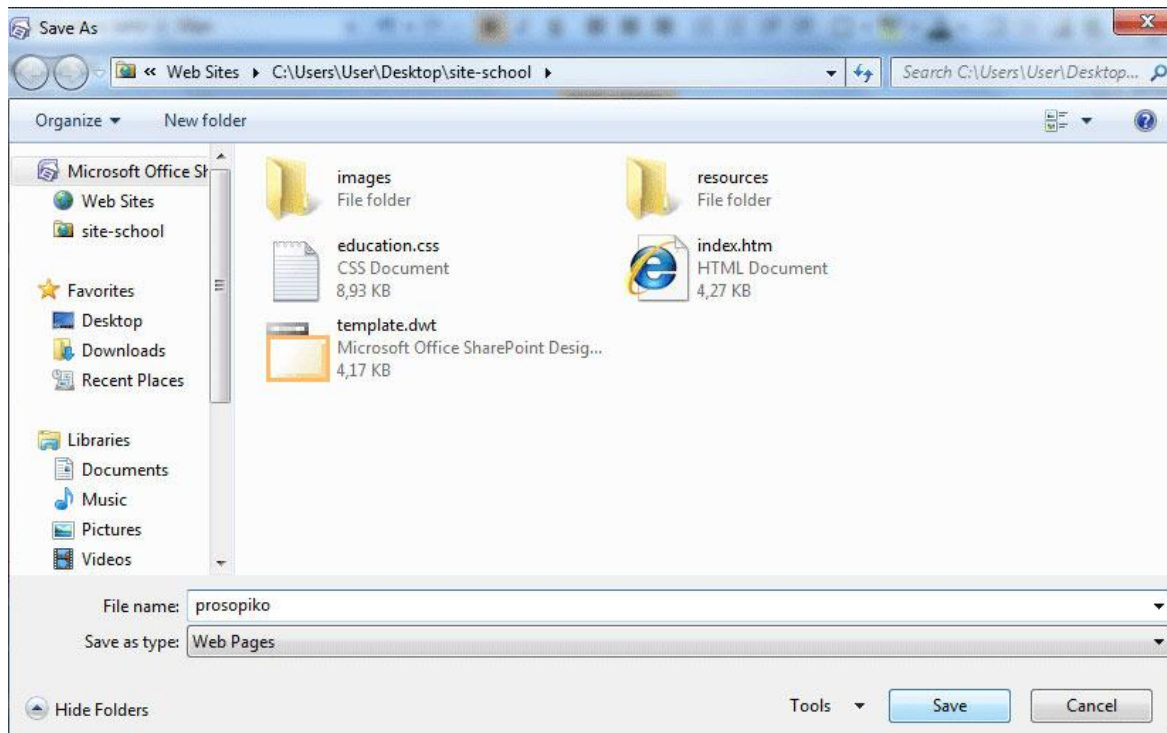 Save As
« Web Sites ▸ C:\Users\User\Desktop\site-school ▸
Search C:\Users\User\Desktop...
Organize ▾ New folder
Microsoft Office Sh
Web Sites
site-school
Favorites
Desktop
Downloads
Recent Places
Libraries
Documents
Music
Pictures
Videos
images
File folder
resources
File folder
education.css
CSS Document
8,93 KB
index.htm
HTML Document
4,27 KB
template.dwt
Microsoft Office SharePoint Desig...
4,17 KB
File name: prosopiko
Save as type: Web Pages
Hide Folders
Tools ▾ Save Cancel